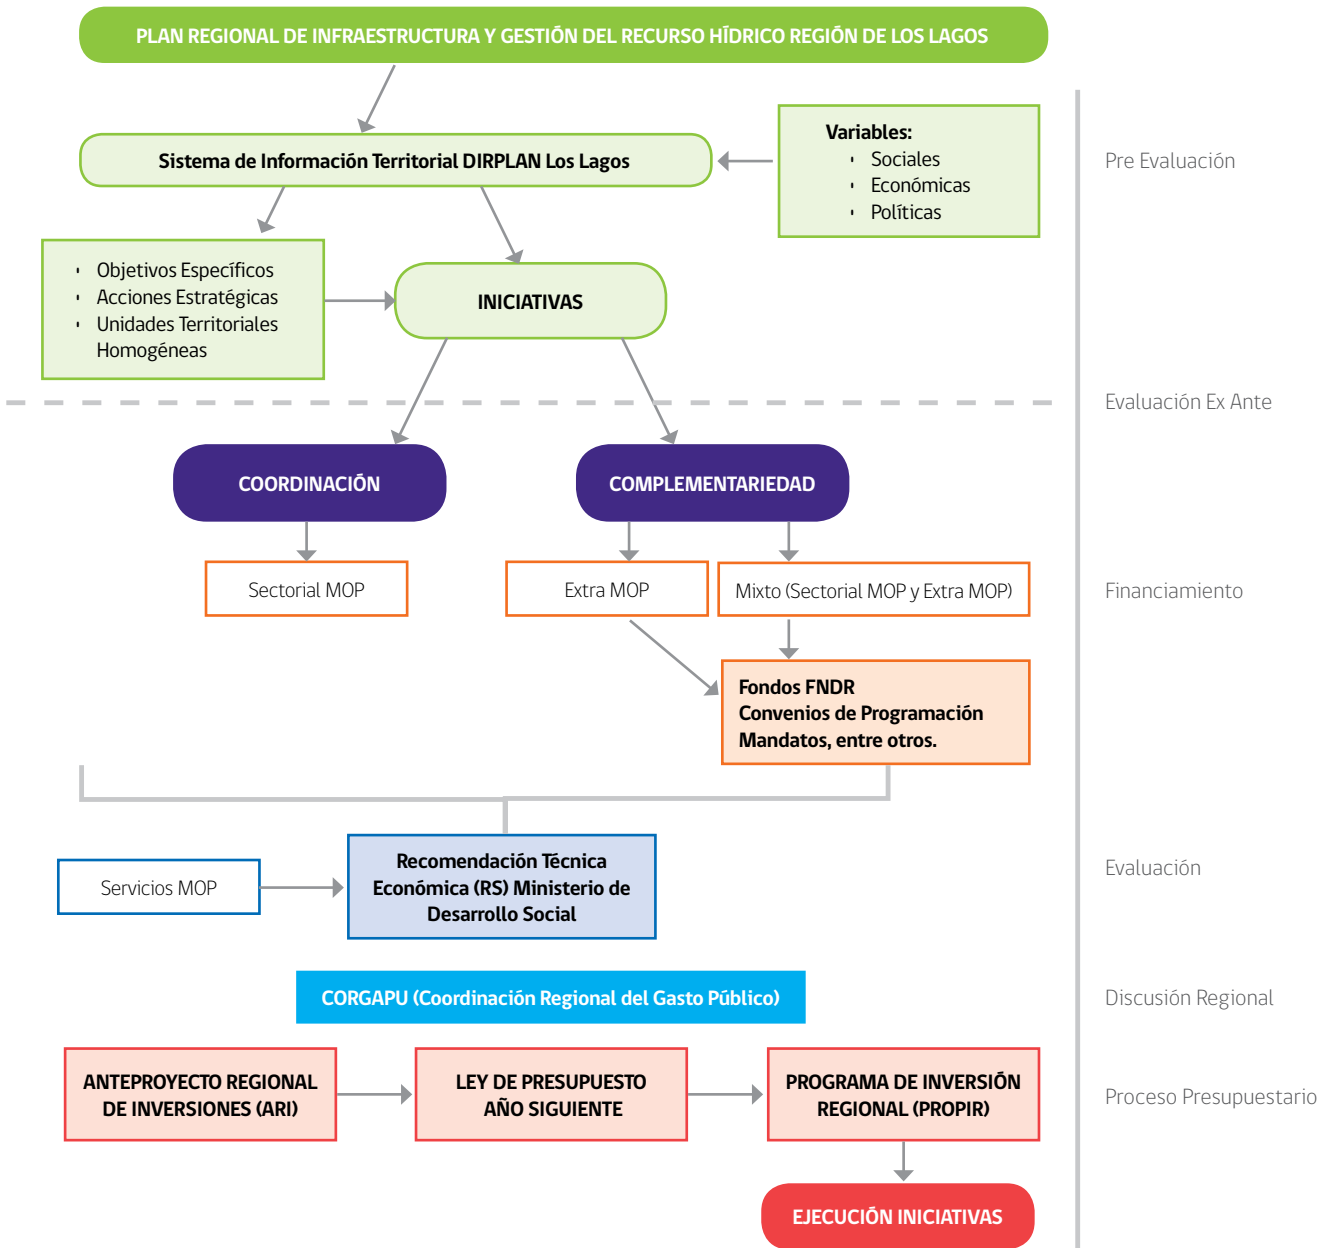 PLAN REGIONAL DE INFRAESTRUCTURA Y GESTIÓN DEL RECURSO HÍDRICO REGIÓN DE LOS LAGOS
Variables:
· Sociales
· Económicas
· Políticas
Pre Evaluación
Sistema de Información Territorial DIRPLAN Los Lagos
· Objetivos Específicos
· Acciones Estratégicas
· Unidades Territoriales
Homogéneas
INICIATIVAS
Evaluación Ex Ante
COORDINACIÓN
COMPLEMENTARIEDAD
Sectorial MOP
Extra MOP
Mixto (Sectorial MOP y Extra MOP)
Financiamiento
Fondos FNDR
Convenios de Programación
Mandatos, entre otros.
Servicios MOP
Recomendación Técnica
Económica (RS) Ministerio de
Desarrollo Social
Evaluación
CORGAPU (Coordinación Regional del Gasto Público)
Discusión Regional
ANTEPROYECTO REGIONAL
DE INVERSIONES (ARI)
LEY DE PRESUPUESTO
AÑO SIGUIENTE
PROGRAMA DE INVERSIÓN
REGIONAL (PROPIR)
Proceso Presupuestario
EJECUCIÓN INICIATIVAS